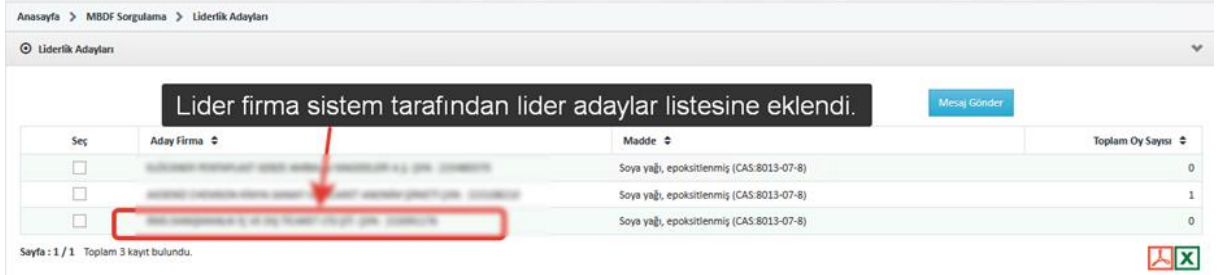 Anasayfa > MBDF Sorgulama > Liderlik Adayları
Liderlik Adayları
Lider firma sistem tarafından lider adaylar listesine eklendi.
Mesaj Gönder
Seç Aday Firma Madde Toplam Oy Sayısı
Soya yağı, epoksitlenmiş (CAS:8013-07-8) 0
Soya yağı, epoksitlenmiş (CAS:8013-07-8) 1
Soya yağı, epoksitlenmiş (CAS:8013-07-8) 0
Sayfa : 1 / 1 Toplam 3 kayıt bulundu.